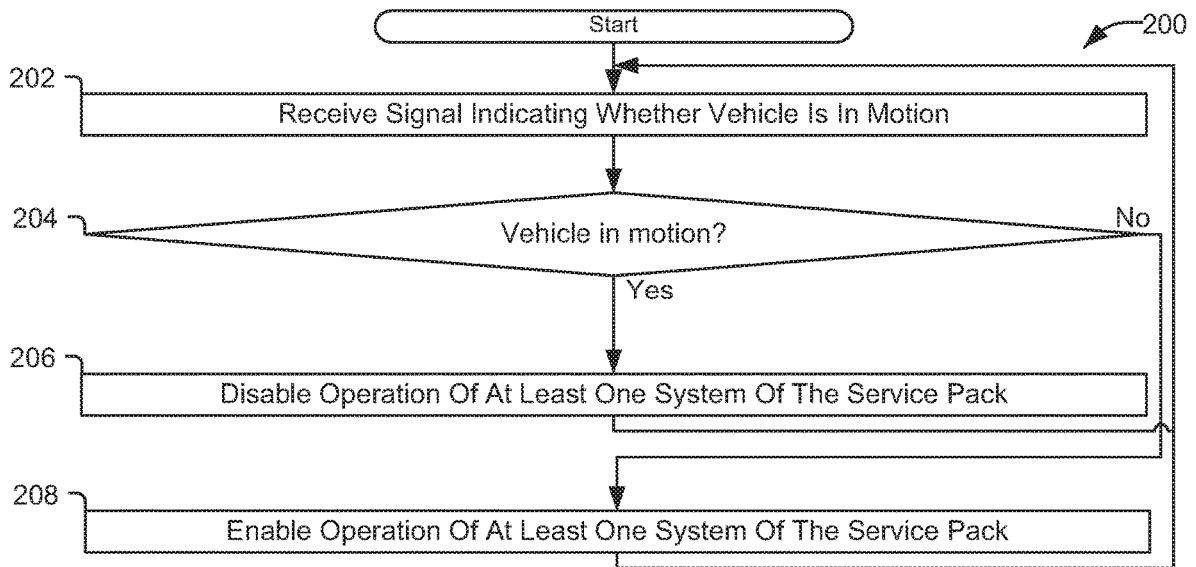 Start
200
202
Receive Signal Indicating Whether Vehicle Is In Motion
204
Vehicle in motion?
No
Yes
206
Disable Operation Of At Least One System Of The Service Pack
208
Enable Operation Of At Least One System Of The Service Pack